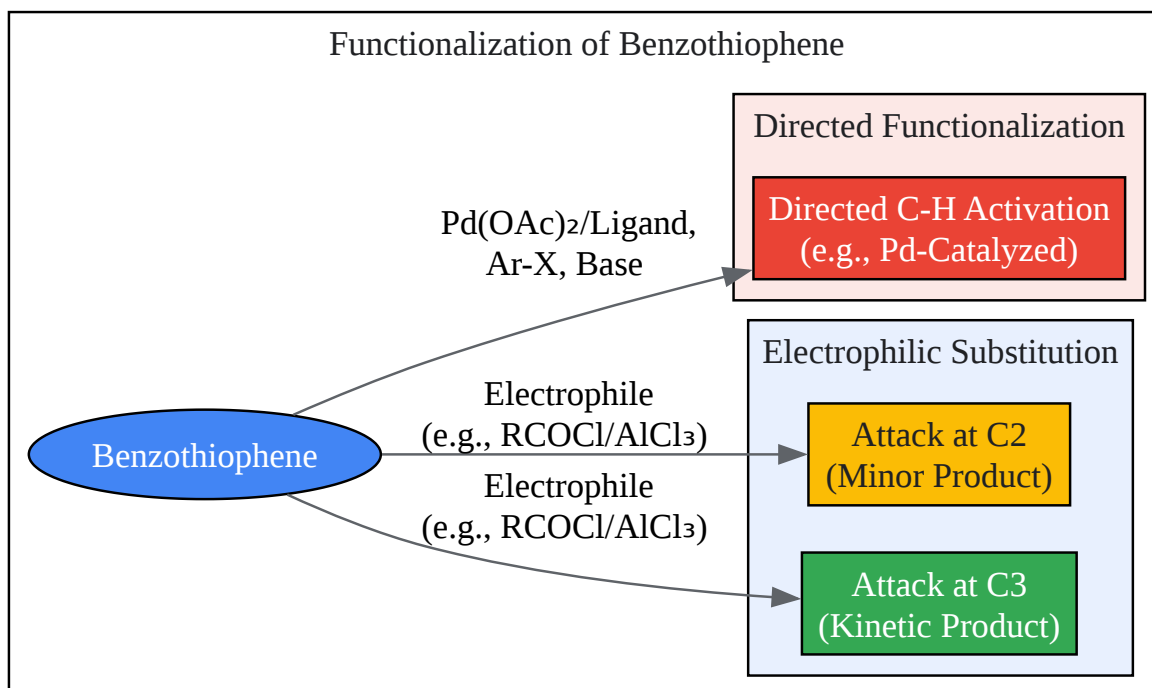 Functionalization of Benzothiophene
Directed Functionalization
Directed C-H Activation
(e.g., Pd-Catalyzed)
Pd(OAc)₂/Ligand,
Ar-X, Base
Electrophilic Substitution
Electrophile
(e.g., RCOCl/AlCl₃)
Attack at C2
(Minor Product)
Benzothiophene
Electrophile
(e.g., RCOCl/AlCl₃)
Attack at C3
(Kinetic Product)